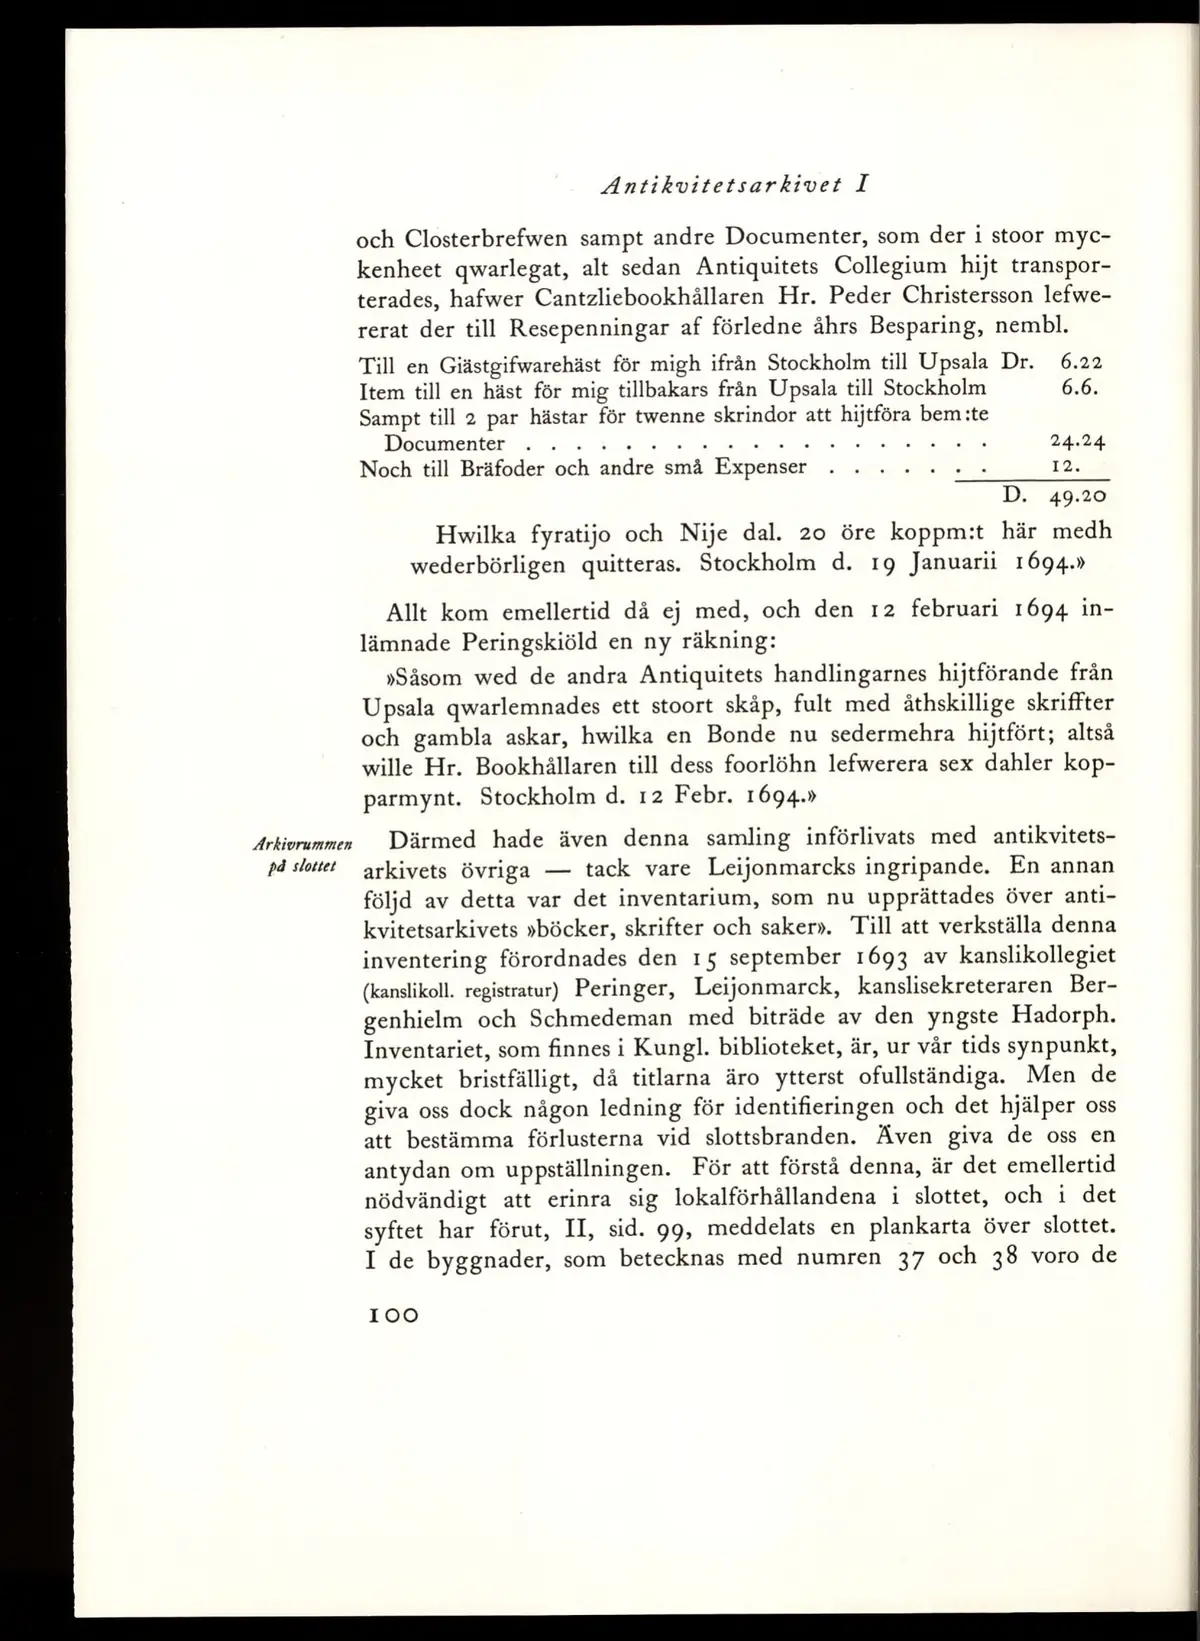 Antikvitetsarkivet I
och Closterbrefwen sampt andre Documenter, som der i stoor myc-
kenheet qwarlegat, alt sedan Antiquitets Collegium hijt transpor-
terades, hafwer Cantzliebookhållaren Hr. Peder Christersson lefwe-
rerat der till Resepenningar af förledne åhrs Besparing, nembl.
Till en Giästgifwarehäst för migh ifrån Stockholm till Upsala Dr. 6.22
Item till en häst för mig tillbakars från Upsala till Stockholm 6.6.
Sampt till 2 par hästar för twenne skrindor att hijtföra bem:te
Documenter . . . . . . . . . . . . . . . . . . . 24.24
Noch till Bräfoder och andre små Expenser . . . . . . . 12.
D. 49.20
Hwilka fyratijo och Nije dal. 20 öre koppm:t här medh
wederbörligen quitteras. Stockholm d. 19 Januarii 1694.»
Allt kom emellertid då ej med, och den 12 februari 1694 in-
lämnade Peringskiöld en ny räkning:
»Såsom wed de andra Antiquitets handlingarnes hijtförande från
Upsala qwarlemnades ett stoort skåp, fult med åthskillige skriffter
och gambla askar, hwilka en Bonde nu sedermehra hijtfört; altså
wille Hr. Bookhållaren till dess foorlöhn lefwerera sex dahler kop-
parmynt. Stockholm d. 12 Febr. 1694.»
Arkivrummen
på slottet
Därmed hade även denna samling införlivats med antikvitets-
arkivets övriga — tack vare Leijonmarcks ingripande. En annan
följd av detta var det inventarium, som nu upprättades över anti-
kvitetsarkivets »böcker, skrifter och saker». Till att verkställa denna
inventering förordnades den 15 september 1693 av kanslikollegiet
(kanslikoll. registratur) Peringer, Leijonmarck, kanslisekreteraren Ber-
genhielm och Schmedeman med biträde av den yngste Hadorph.
Inventariet, som finnes i Kungl. biblioteket, är, ur vår tids synpunkt,
mycket bristfälligt, då titlarna äro ytterst ofullständiga. Men de
giva oss dock någon ledning för identifieringen och det hjälper oss
att bestämma förlusterna vid slottsbranden. Även giva de oss en
antydan om uppställningen. För att förstå denna, är det emellertid
nödvändigt att erinra sig lokalförhållandena i slottet, och i det
syftet har förut, II, sid. 99, meddelats en plankarta över slottet.
I de byggnader, som betecknas med numren 37 och 38 voro de
100